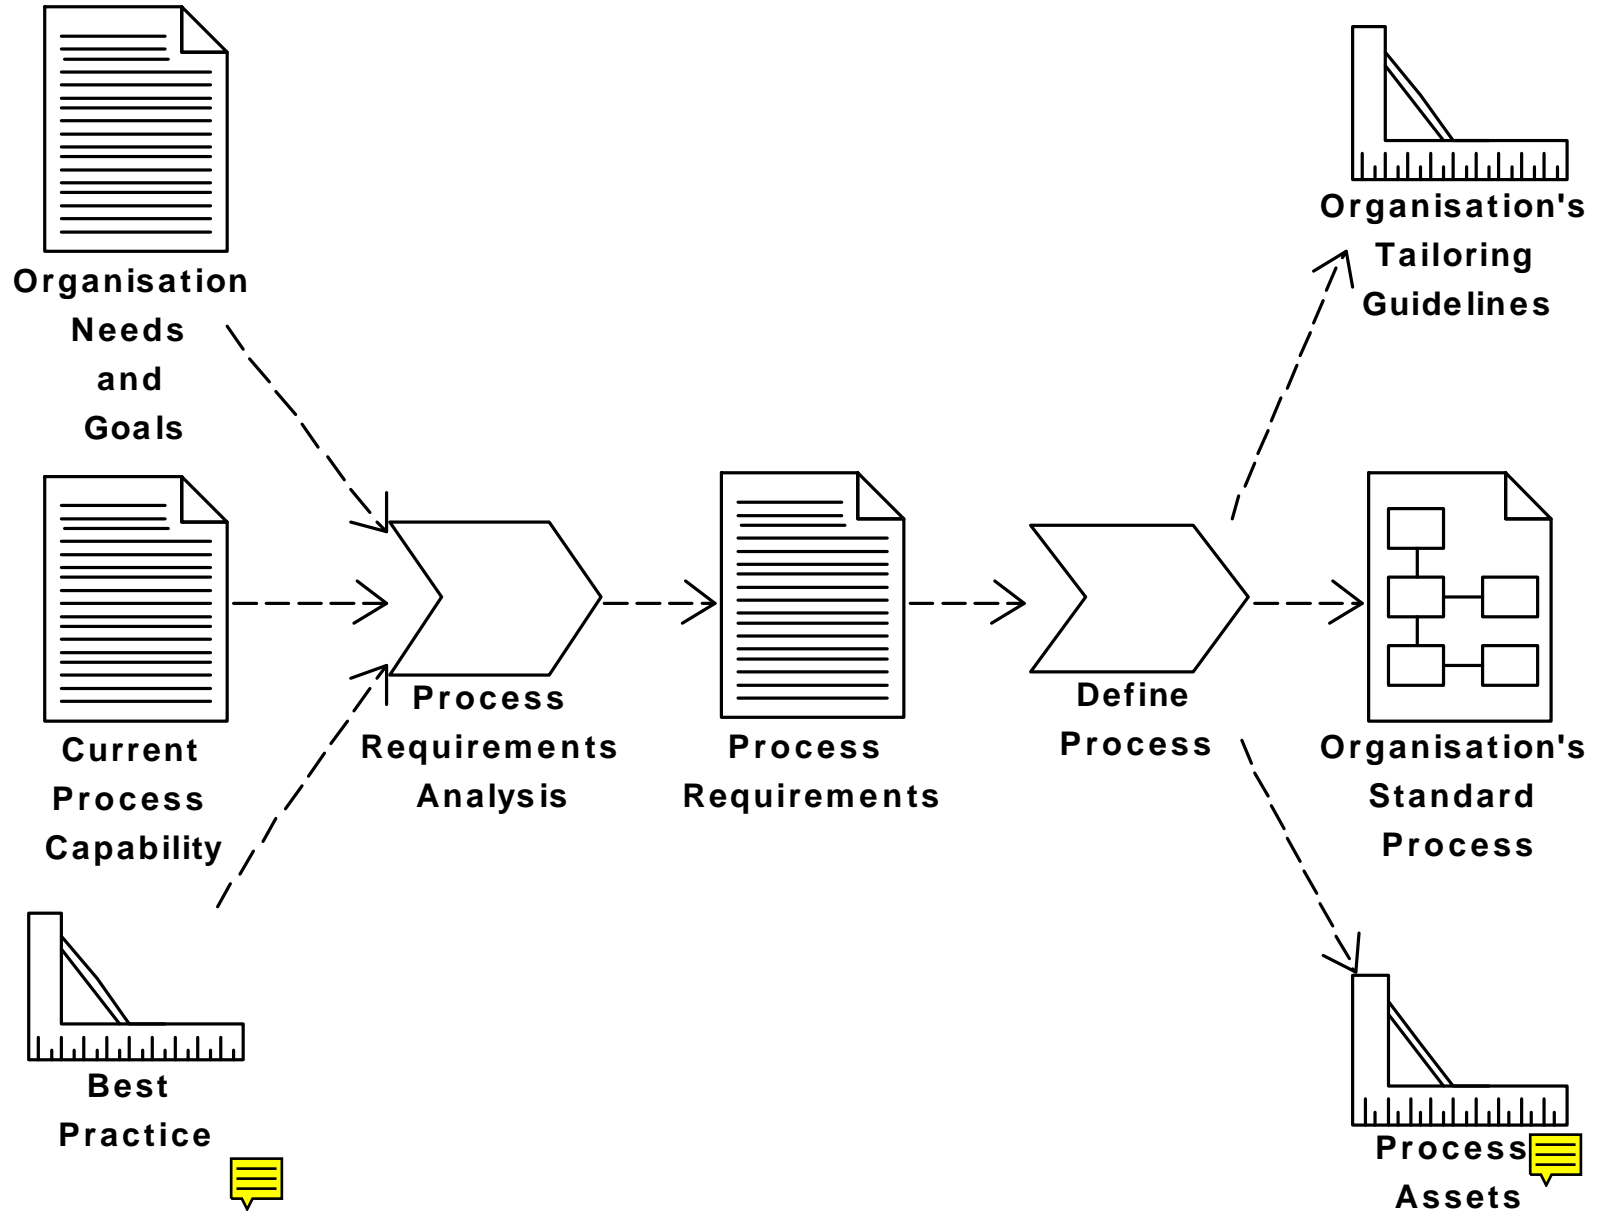 Organisation
Needs
and
Goals
Current
Process
Capability
Best
Practice
Process
Requirements
Analysis
Process
Requirements
Define
Process
Organisation's
Tailoring
Guidelines
Organisation's
Standard
Process
Process
Assets